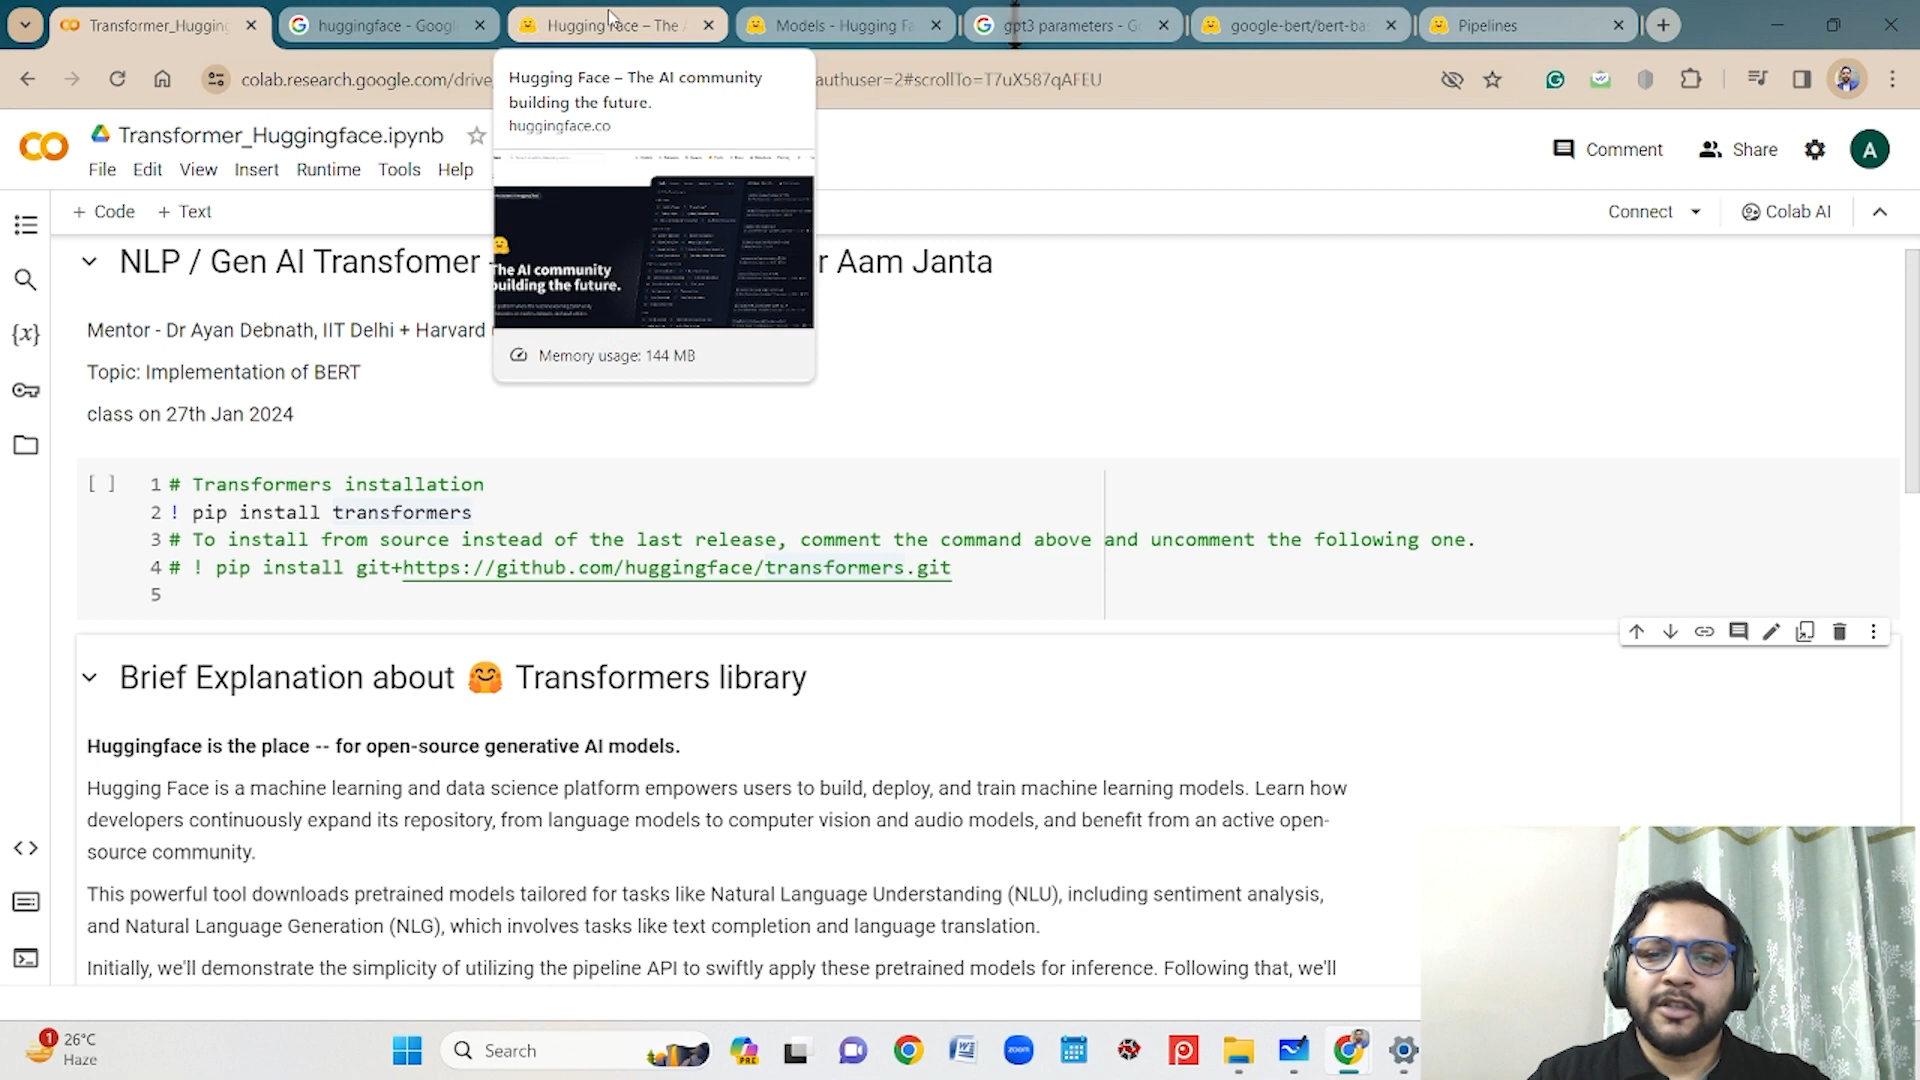 Transformer_Hugging
huggingface - Googl
Hugging Face – The A
Models - Hugging Fa
gpt3 parameters - Go
google-bert/bert-ba
Pipelines
colab.research.google.com/drive
authuser=2#scrollTo=T7uX587qAFEU
Hugging Face – The AI community
building the future.
huggingface.co
The AI community
building the future.
Memory usage: 144 MB
Transformer_Huggingface.ipynb
File Edit View Insert Runtime Tools Help
Comment Share A
+ Code + Text
Connect Colab AI
NLP / Gen AI Transfomer
r Aam Janta
Mentor - Dr Ayan Debnath, IIT Delhi + Harvard
Topic: Implementation of BERT
class on 27th Jan 2024
[ ] 1 # Transformers installation
2 ! pip install transformers
3 # To install from source instead of the last release, comment the command above and uncomment the following one.
4 # ! pip install git+https://github.com/huggingface/transformers.git
5
Brief Explanation about 🤗 Transformers library
Huggingface is the place -- for open-source generative AI models.
Hugging Face is a machine learning and data science platform empowers users to build, deploy, and train machine learning models. Learn how
developers continuously expand its repository, from language models to computer vision and audio models, and benefit from an active open-
source community.
This powerful tool downloads pretrained models tailored for tasks like Natural Language Understanding (NLU), including sentiment analysis,
and Natural Language Generation (NLG), which involves tasks like text completion and language translation.
Initially, we'll demonstrate the simplicity of utilizing the pipeline API to swiftly apply these pretrained models for inference. Following that, we'll
1
26°C
Haze
Search
PRE
zoom